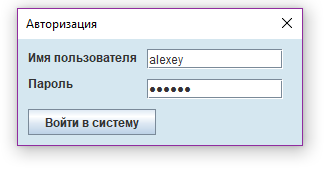 Авторизация
Имя пользователя alexey
Пароль ●●●●●●
Войти в систему